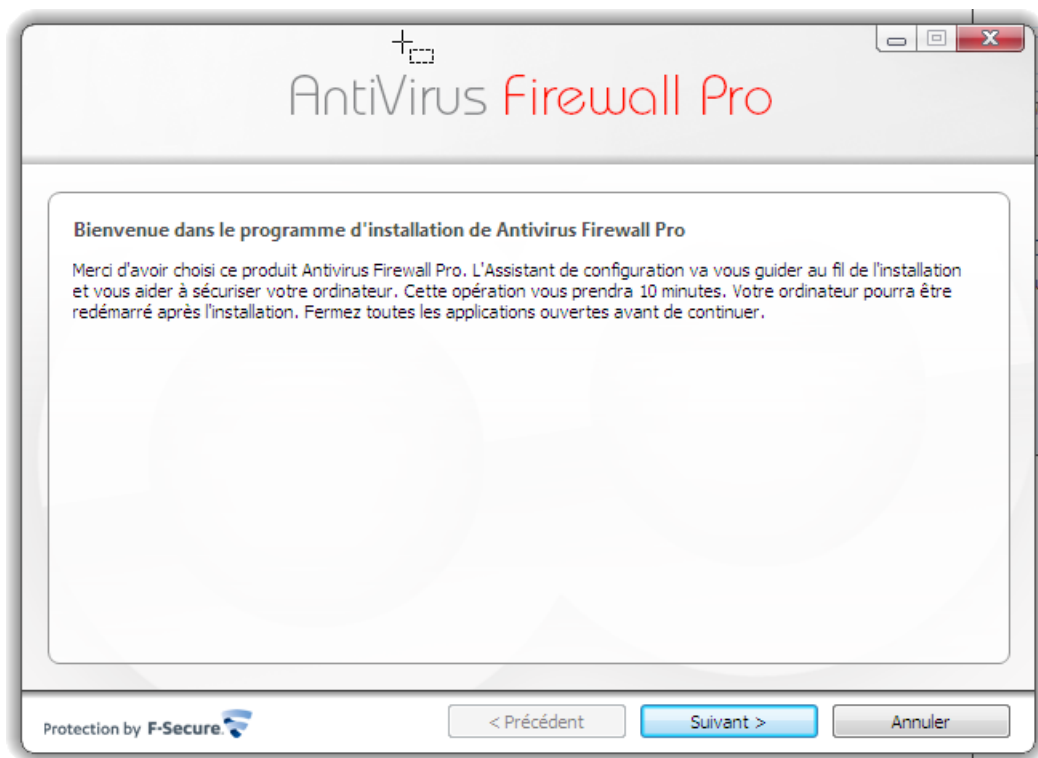 AntiVirus Firewall Pro
Bienvenue dans le programme d'installation de Antivirus Firewall Pro
Merci d'avoir choisi ce produit Antivirus Firewall Pro. L'Assistant de configuration va vous guider au fil de l'installation
et vous aider à sécuriser votre ordinateur. Cette opération vous prendra 10 minutes. Votre ordinateur pourra être
redémarré après l'installation. Fermez toutes les applications ouvertes avant de continuer.
Protection by F-Secure.
< Précédent
Suivant >
Annuler